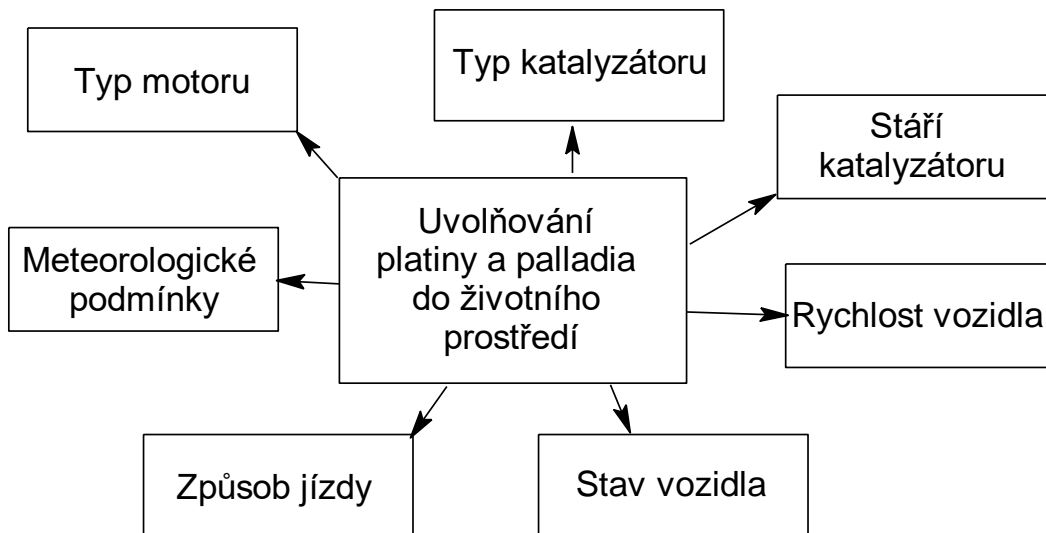 Typ motoru
Typ katalyzátoru
Stáří
katalyzátoru
Uvolňování
platiny a palladia
do životního
prostředí
Meteorologické
podmínky
Rychlost vozidla
Způsob jízdy
Stav vozidla